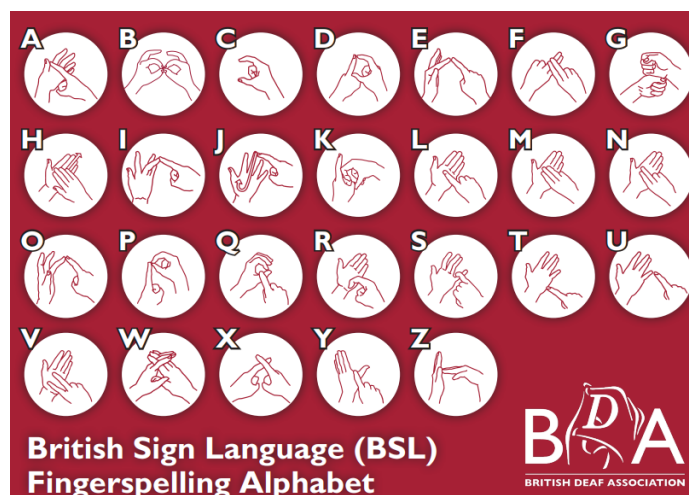 A B C D E F G
H I J K L M N
O P Q R S T U
V W X Y Z
British Sign Language (BSL)
Fingerspelling Alphabet
BDA
BRITISH DEAF ASSOCIATION